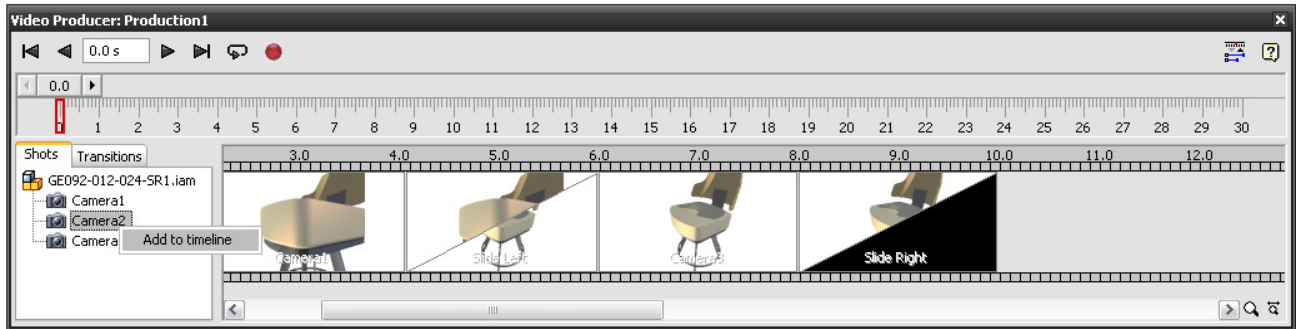 Video Producer: Production1
0.0 s
0.0
0 1 2 3 4 5 6 7 8 9 10 11 12 13 14 15 16 17 18 19 20 21 22 23 24 25 26 27 28 29 30
Shots Transitions
3.0 4.0 5.0 6.0 7.0 8.0 9.0 10.0 11.0 12.0
GE092-012-024-SR1.iam
Camera1
Camera2
Camera
Add to timeline
Camera1 Slide Left Camera3 Slide Right